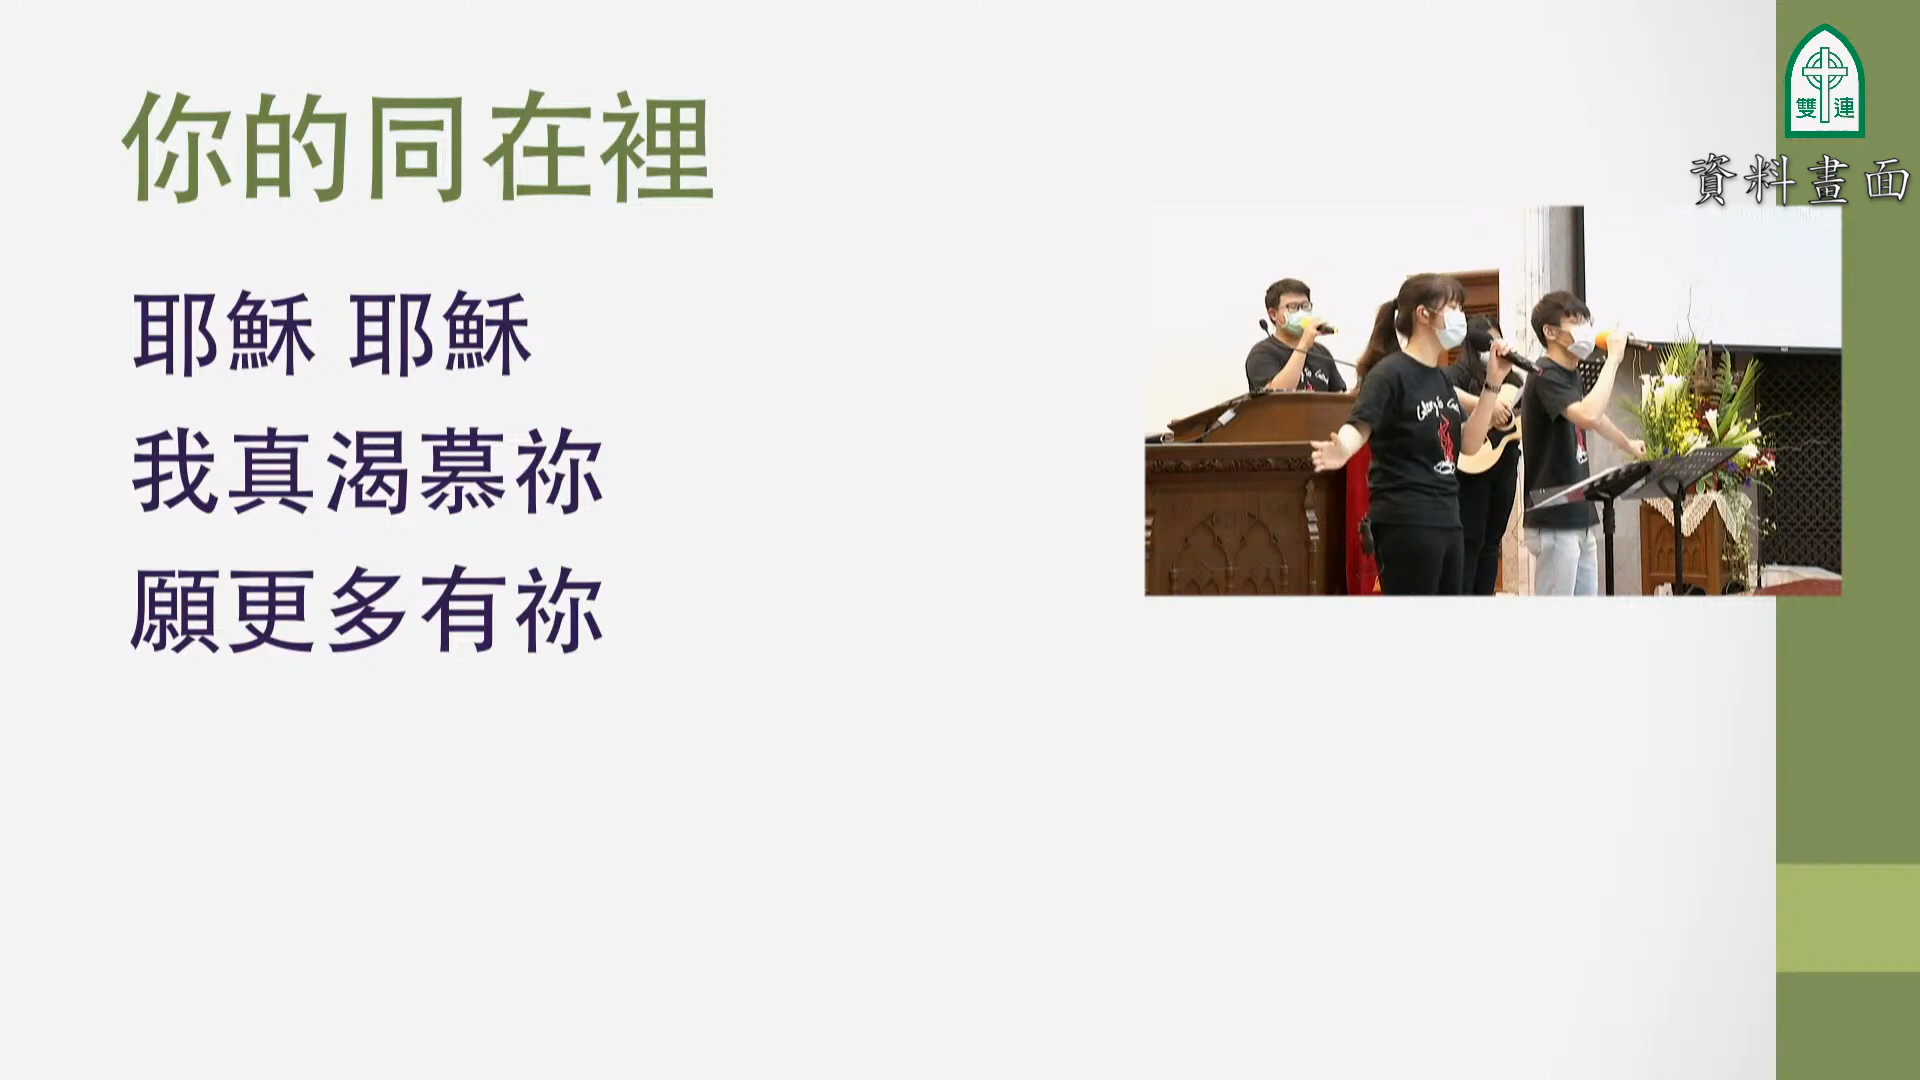 你的同在裡
耶穌 耶穌
我真渴慕祢
願更多有祢
雙連
資料畫面